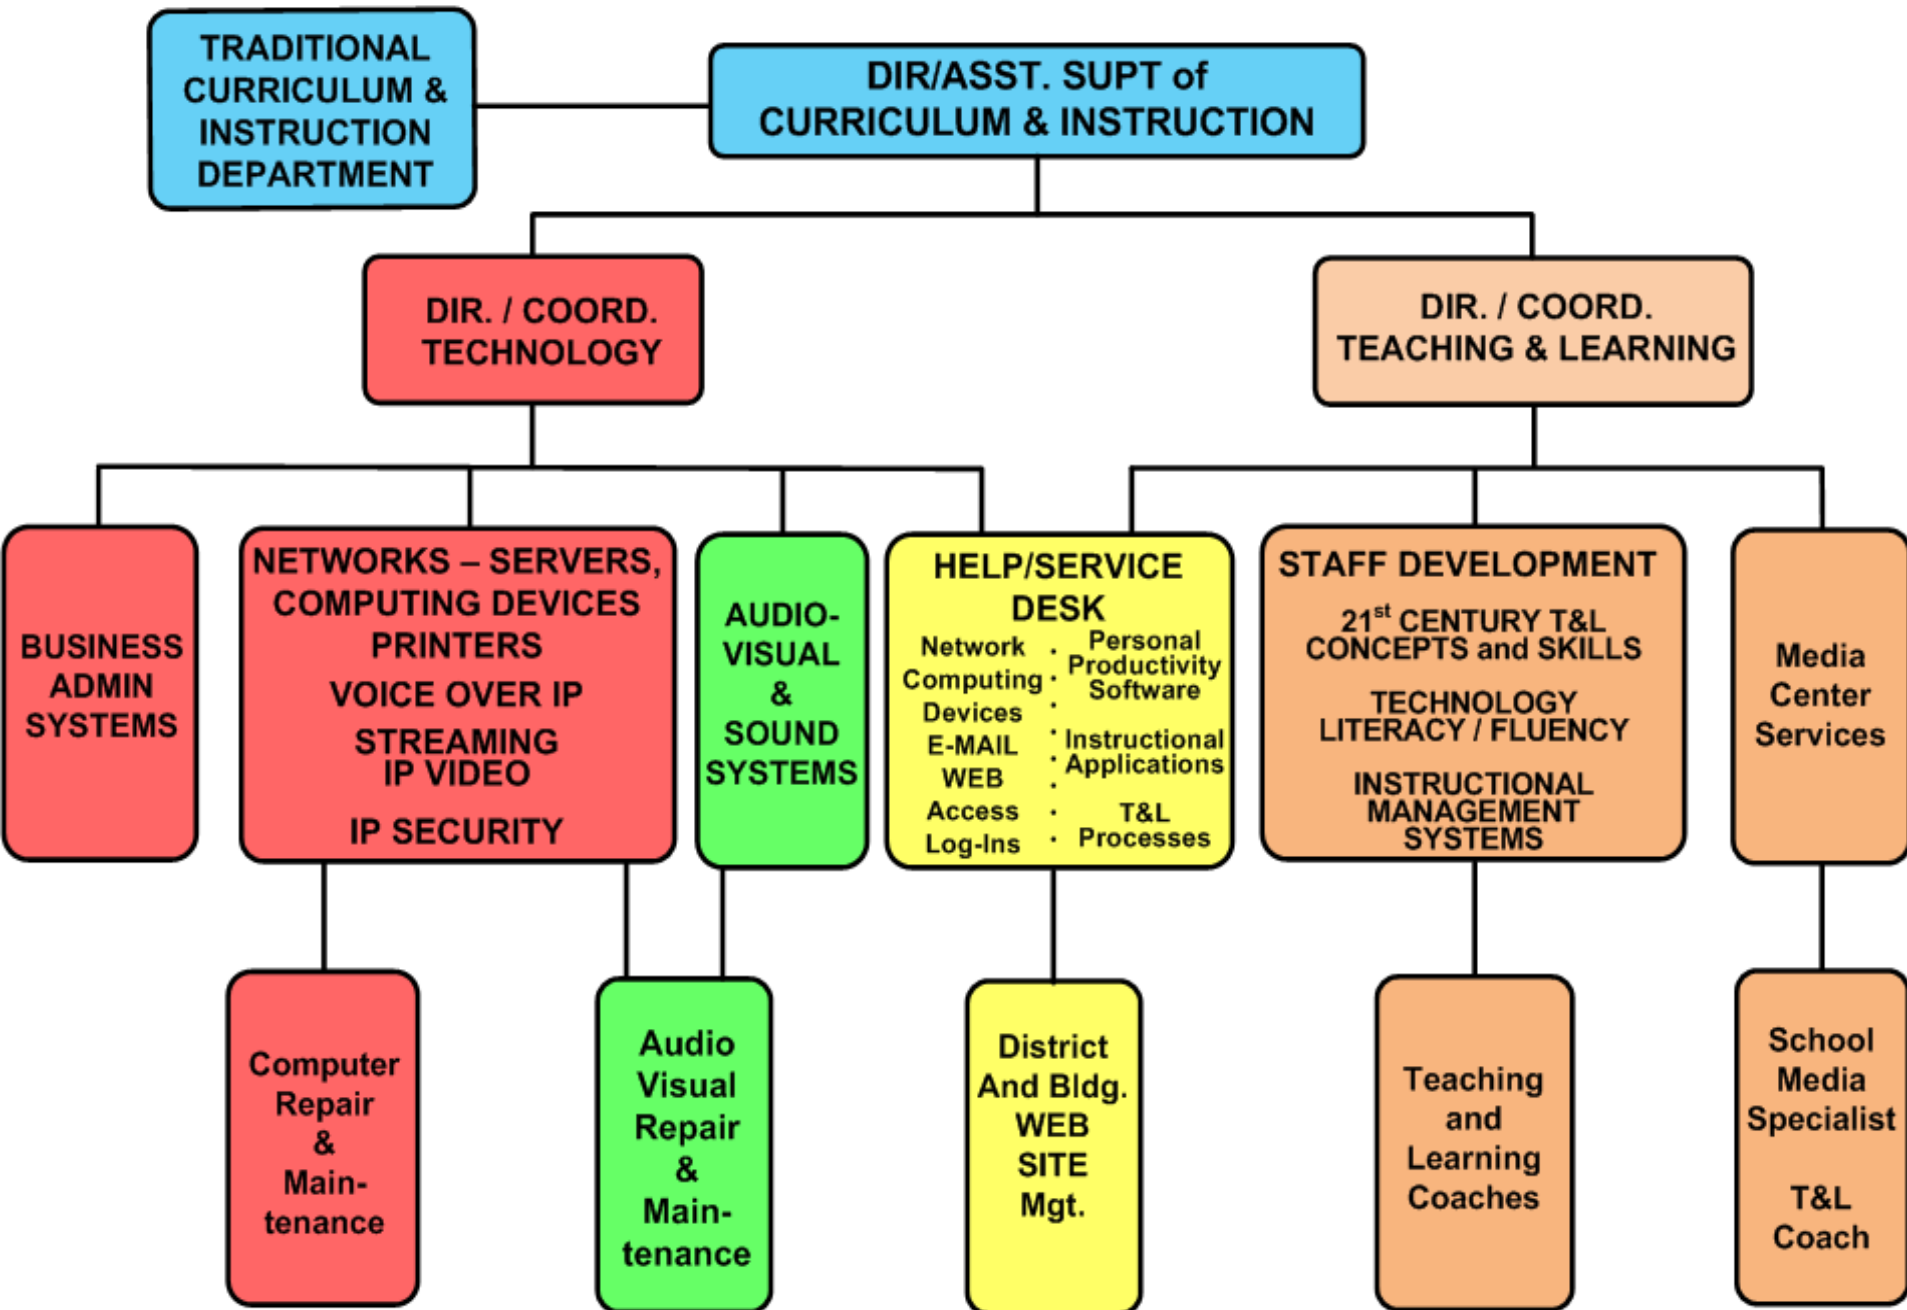 TRADITIONAL
CURRICULUM &
INSTRUCTION
DEPARTMENT
DIR/ASST. SUPT of
CURRICULUM & INSTRUCTION
DIR. / COORD.
TECHNOLOGY
DIR. / COORD.
TEACHING & LEARNING
BUSINESS
ADMIN
SYSTEMS
NETWORKS – SERVERS,
COMPUTING DEVICES
PRINTERS
VOICE OVER IP
STREAMING
IP VIDEO
IP SECURITY
AUDIO-
VISUAL
&
SOUND
SYSTEMS
HELP/SERVICE
DESK
Network
Computing
Devices
E-MAIL
WEB
Access
Log-Ins
Personal
Productivity
Software
Instructional
Applications
T&L
Processes
STAFF DEVELOPMENT
21st CENTURY T&L
CONCEPTS and SKILLS
TECHNOLOGY
LITERACY / FLUENCY
INSTRUCTIONAL
MANAGEMENT
SYSTEMS
Media
Center
Services
Computer
Repair
&
Main-
tenance
Audio
Visual
Repair
&
Main-
tenance
District
And Bldg.
WEB
SITE
Mgt.
Teaching
and
Learning
Coaches
School
Media
Specialist
T&L
Coach